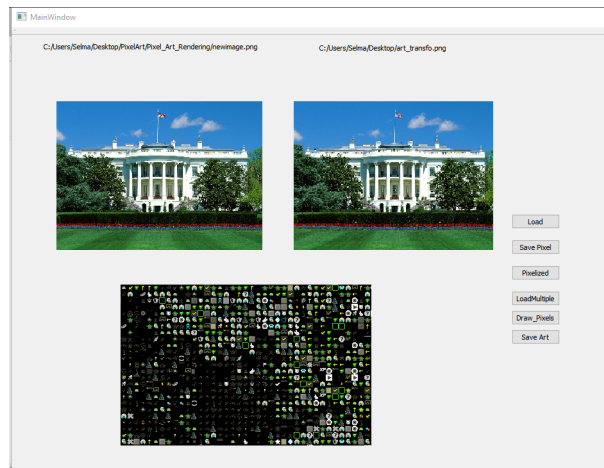 MainWindow
C:/Users/Selma/Desktop/PixelArt/Pixel_Art_Rendering/newimage.png
C:/Users/Selma/Desktop/art_transfo.png
Load
Save Pixel
Pixelized
LoadMultiple
Draw_Pixels
Save Art